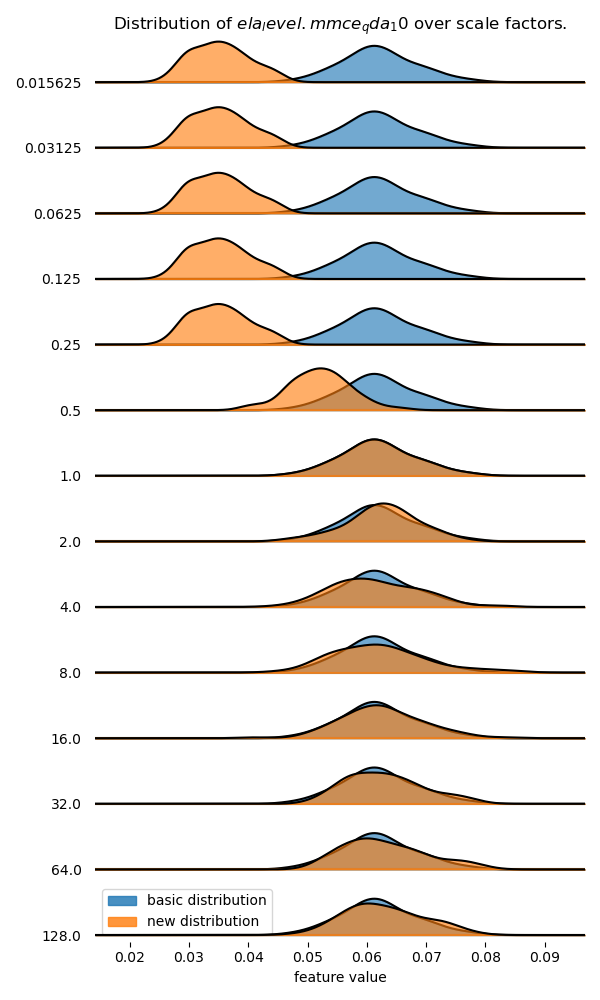 Distribution of ela_level.mmce_qda_10 over scale factors.
0.015625
0.03125
0.0625
0.125
0.25
0.5
1.0
2.0
4.0
8.0
16.0
32.0
64.0
128.0
basic distribution
new distribution
0.02 0.03 0.04 0.05 0.06 0.07 0.08 0.09
feature value